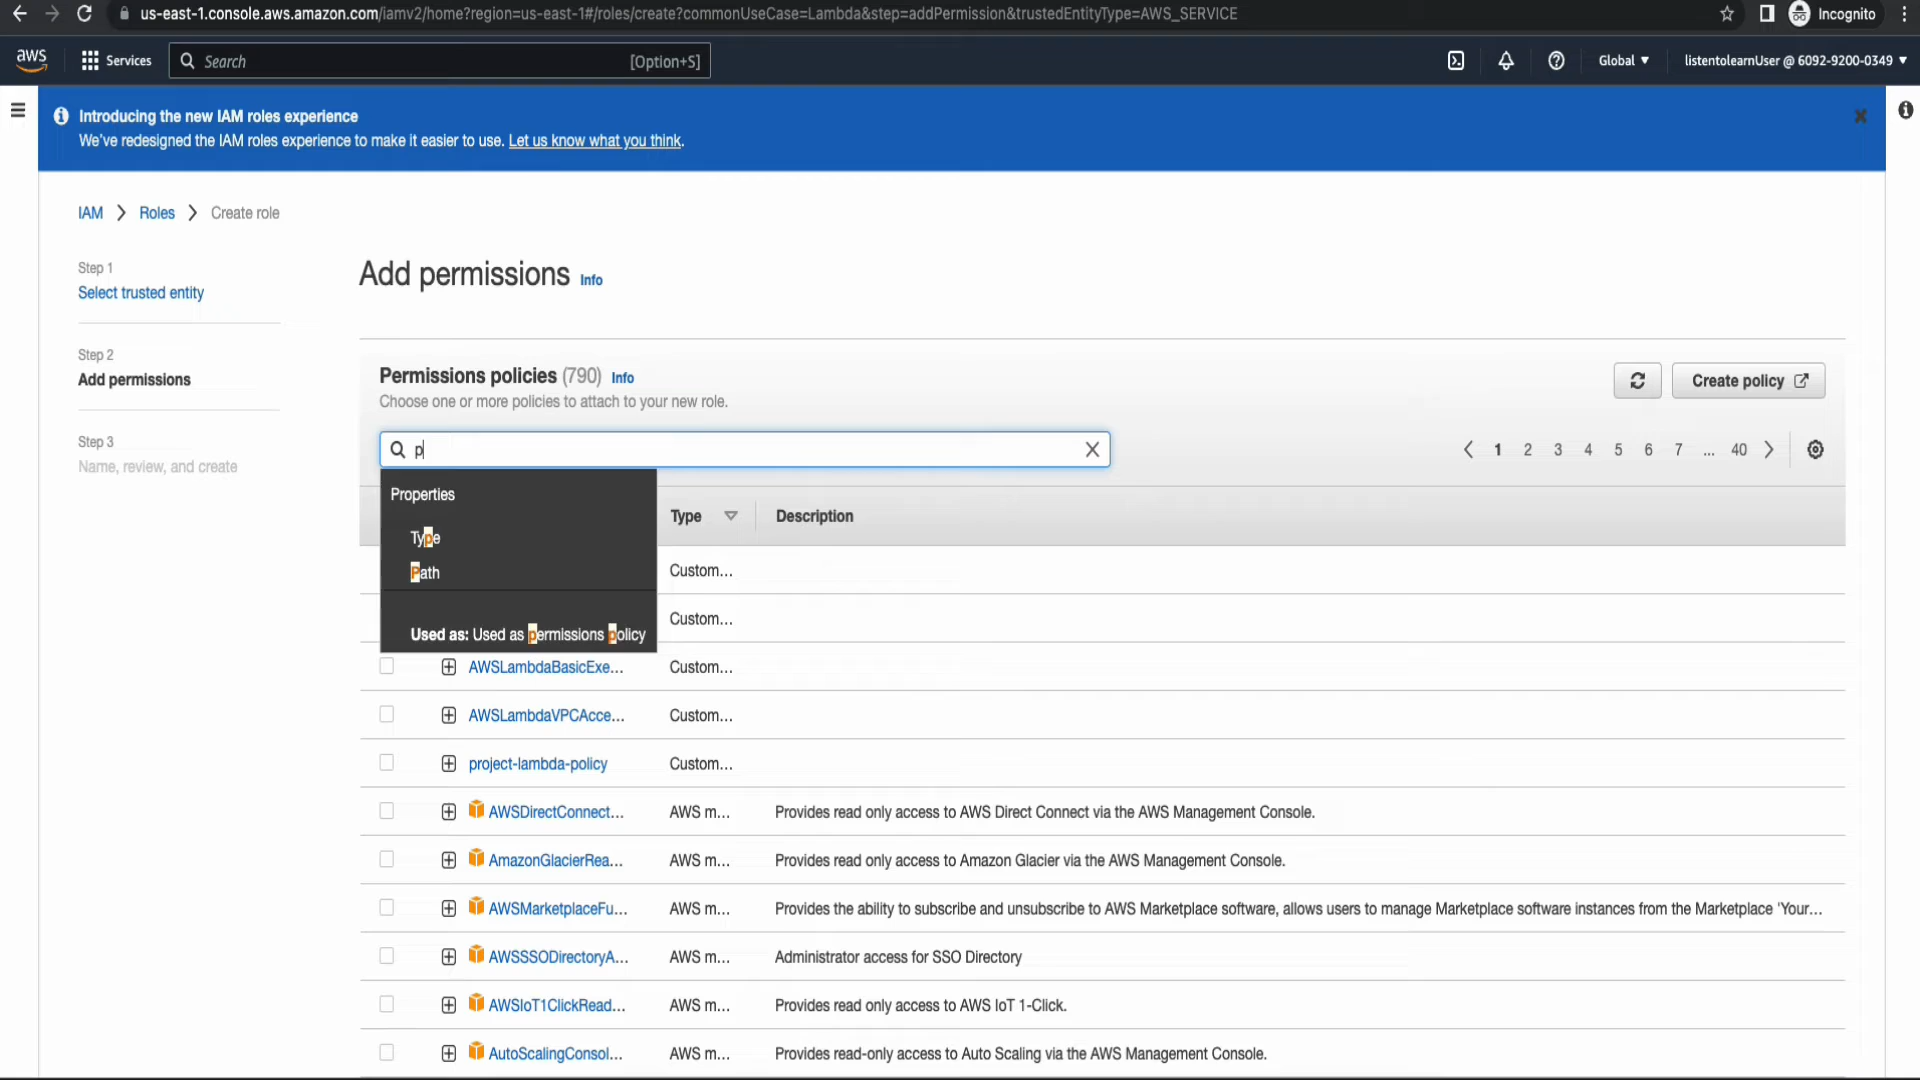 us-east-1.console.aws.amazon.com/iamv2/home?region=us-east-1#/roles/create?commonUseCase=Lambda&step=addPermission&trustedEntityType=AWS_SERVICE
Incognito
aws
Services
Search
[Option+S]
Global
listentolearnUser @ 6092-9200-0349
Introducing the new IAM roles experience
We've redesigned the IAM roles experience to make it easier to use. Let us know what you think.
IAM
Roles
Create role
Step 1
Select trusted entity
Step 2
Add permissions
Step 3
Name, review, and create
Add permissions Info
Permissions policies (790) Info
Choose one or more policies to attach to your new role.
Create policy
p
1 2 3 4 5 6 7 ... 40
Properties
Type
Path
Used as: Used as permissions policy
Type
Description
Custom...
Custom...
AWSLambdaBasicExe... Custom...
AWSLambdaVPCAcce... Custom...
project-lambda-policy Custom...
AWSDirectConnect... AWS m... Provides read only access to AWS Direct Connect via the AWS Management Console.
AmazonGlacierRea... AWS m... Provides read only access to Amazon Glacier via the AWS Management Console.
AWSMarketplaceFu... AWS m... Provides the ability to subscribe and unsubscribe to AWS Marketplace software, allows users to manage Marketplace software instances from the Marketplace 'Your...
AWSSSODirectoryA... AWS m... Administrator access for SSO Directory
AWSIoT1ClickRead... AWS m... Provides read only access to AWS IoT 1-Click.
AutoScalingConsol... AWS m... Provides read-only access to Auto Scaling via the AWS Management Console.